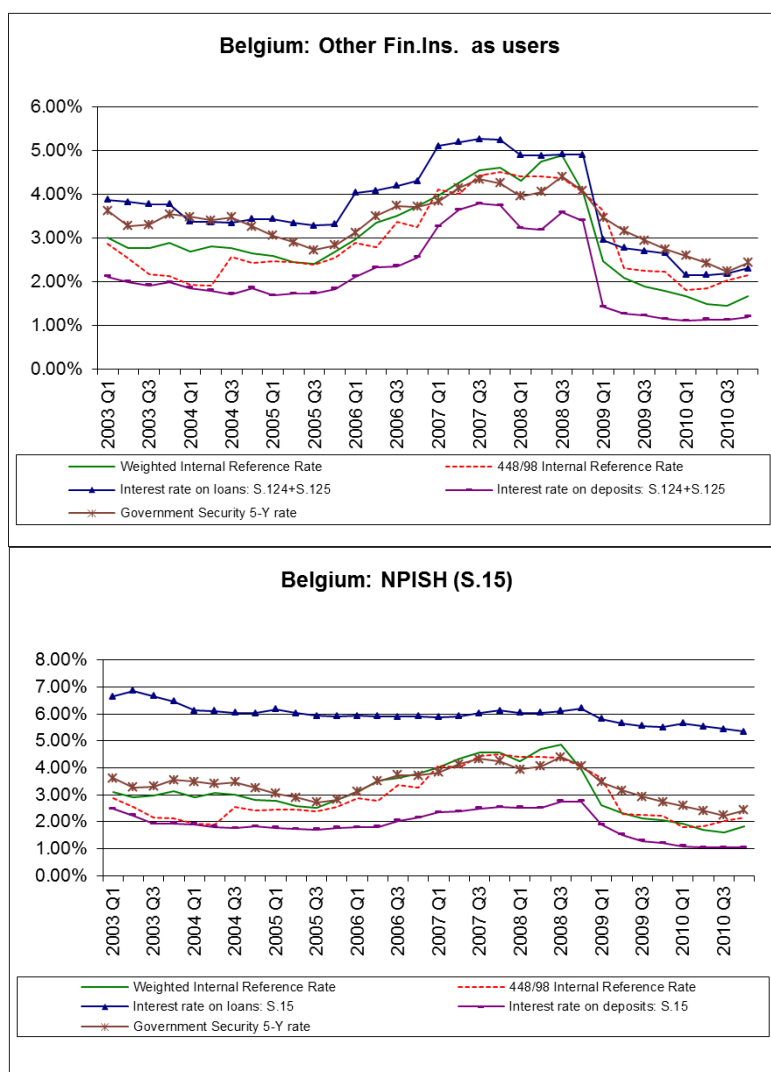 Belgium: Other Fin.Ins. as users
6.00%
5.00%
4.00%
3.00%
2.00%
1.00%
0.00%
2003 Q1
2003 Q3
2004 Q1
2004 Q3
2005 Q1
2005 Q3
2006 Q1
2006 Q3
2007 Q1
2007 Q3
2008 Q1
2008 Q3
2009 Q1
2009 Q3
2010 Q1
2010 Q3
Weighted Internal Reference Rate
448/98 Internal Reference Rate
Interest rate on loans: S.124+S.125
Interest rate on deposits: S.124+S.125
Government Security 5-Y rate
Belgium: NPISH (S.15)
8.00%
7.00%
6.00%
5.00%
4.00%
3.00%
2.00%
1.00%
0.00%
2003 Q1
2003 Q3
2004 Q1
2004 Q3
2005 Q1
2005 Q3
2006 Q1
2006 Q3
2007 Q1
2007 Q3
2008 Q1
2008 Q3
2009 Q1
2009 Q3
2010 Q1
2010 Q3
Weighted Internal Reference Rate
448/98 Internal Reference Rate
Interest rate on loans: S.15
Interest rate on deposits: S.15
Government Security 5-Y rate